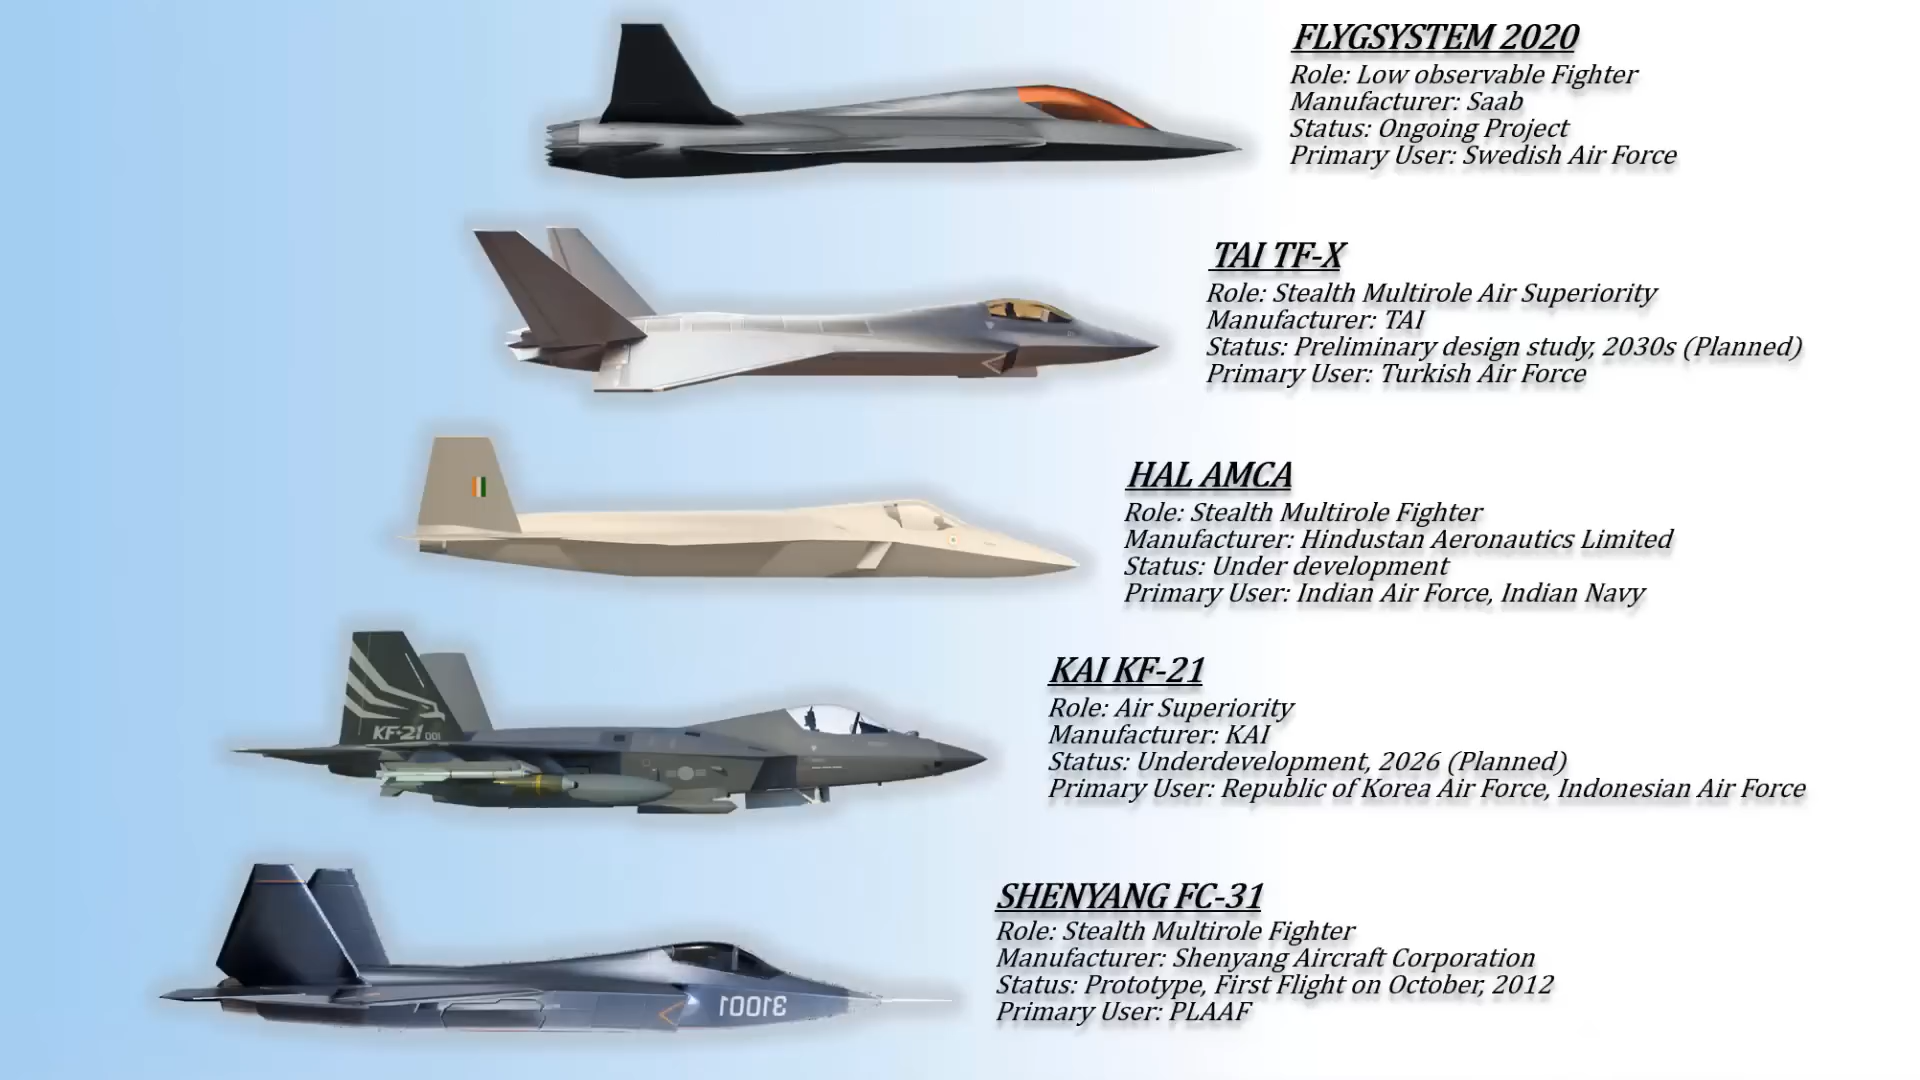 FLYGSYSTEM 2020
Role: Low observable Fighter
Manufacturer: Saab
Status: Ongoing Project
Primary User: Swedish Air Force
TAI TF-X
Role: Stealth Multirole Air Superiority
Manufacturer: TAI
Status: Preliminary design study, 2030s (Planned)
Primary User: Turkish Air Force
HAL AMCA
Role: Stealth Multirole Fighter
Manufacturer: Hindustan Aeronautics Limited
Status: Under development
Primary User: Indian Air Force, Indian Navy
KF-21 001
KAI KF-21
Role: Air Superiority
Manufacturer: KAI
Status: Underdevelopment, 2026 (Planned)
Primary User: Republic of Korea Air Force, Indonesian Air Force
SHENYANG FC-31
Role: Stealth Multirole Fighter
Manufacturer: Shenyang Aircraft Corporation
Status: Prototype, First Flight on October, 2012
Primary User: PLAAF
31001